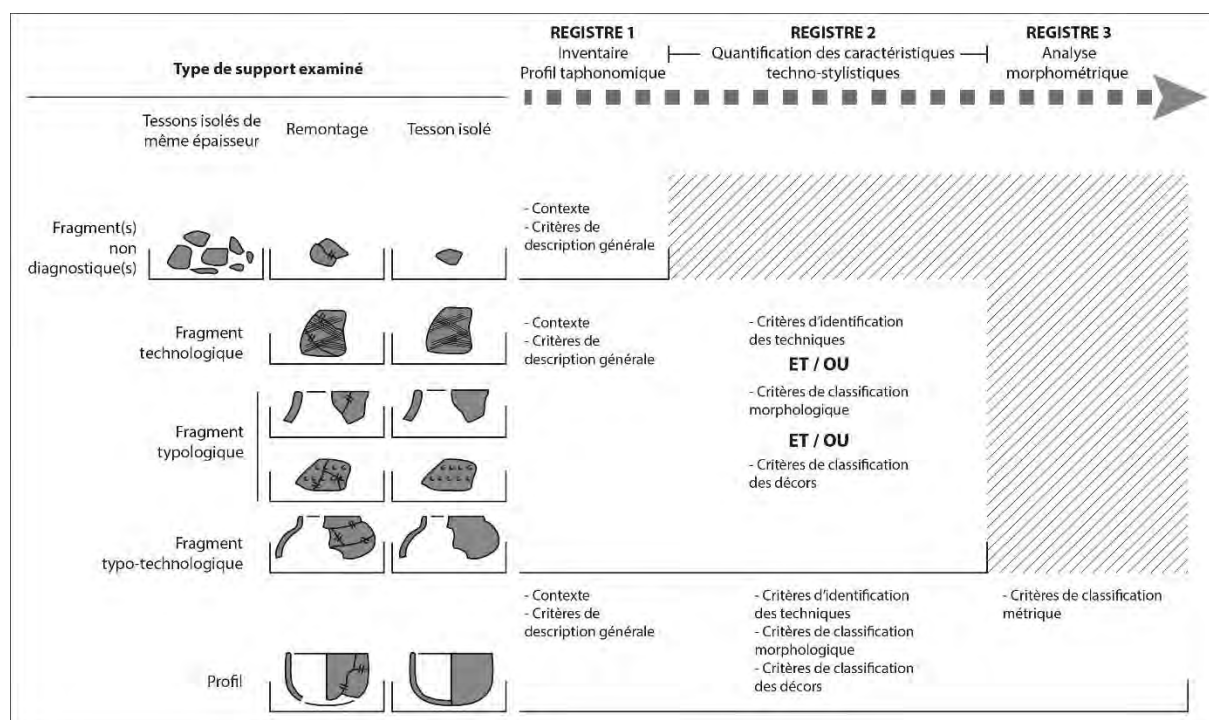 REGISTRE 1
Inventaire
Profil taphonomique
REGISTRE 2
Quantification des caractéristiques
techno-stylistiques
REGISTRE 3
Analyse
morphométrique
Type de support examiné
Tessons isolés de
même épaisseur
Remontage
Tesson isolé
Fragment(s)
non
diagnostique(s)
- Contexte
- Critères de
description générale
Fragment
technologique
- Contexte
- Critères de
description générale
- Critères d'identification
des techniques
ET / OU
- Critères de classification
morphologique
ET / OU
- Critères de classification
des décors
Fragment
typologique
Fragment
typo-technologique
- Contexte
- Critères de
description générale
- Critères d'identification
des techniques
- Critères de classification
morphologique
- Critères de classification
des décors
- Critères de classification
métrique
Profil